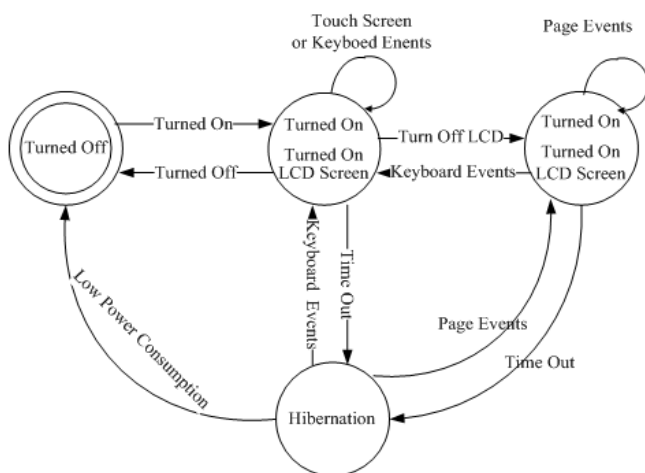 Touch Screen
or Keyboed Enents
Page Events
Turned Off
Turned On
Turned Off
Turned On
Turned On
LCD Screen
Turn Off LCD
Keyboard Events
Turned On
Turned On
LCD Screen
Keyboard Events
Time Out
Low Power Consumption
Page Events
Time Out
Hibernation